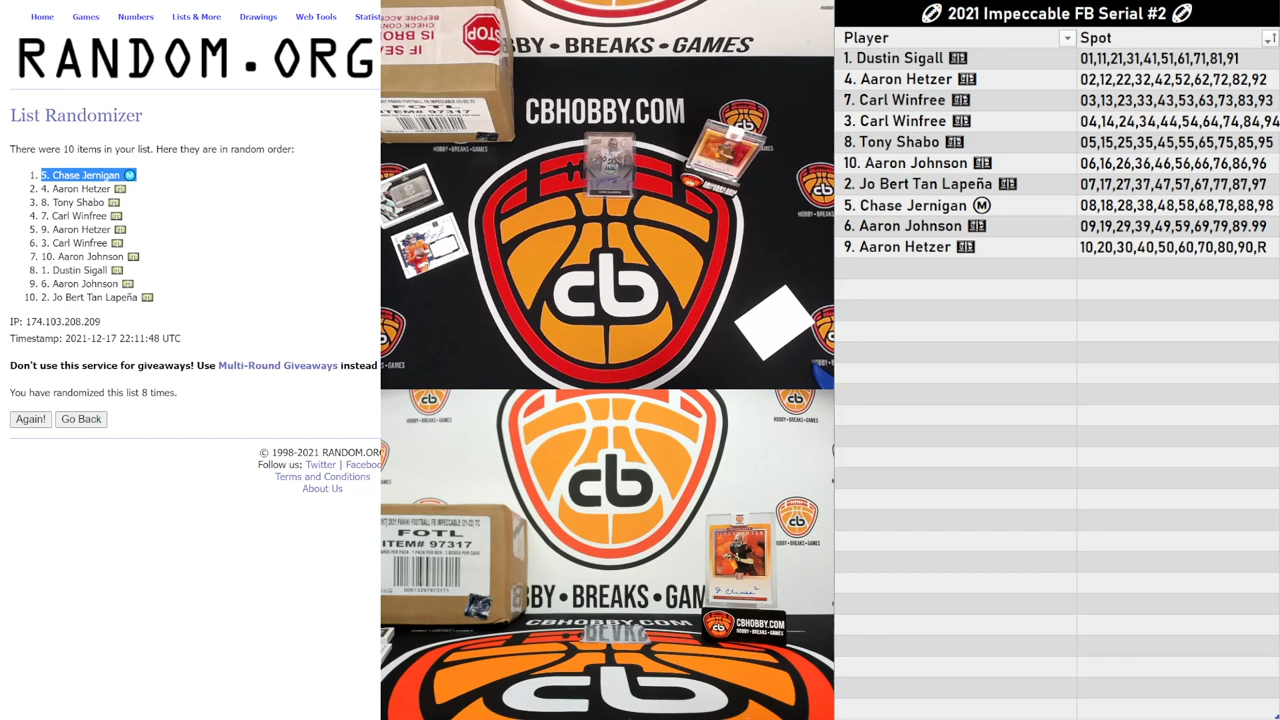 Home Games Numbers Lists & More Drawings Web Tools Statist
RANDOM.ORG
List Randomizer
There were 10 items in your list. Here they are in random order:
1. 5. Chase Jernigan M
2. 4. Aaron Hetzer
3. 8. Tony Shabo
4. 7. Carl Winfree
5. 9. Aaron Hetzer
6. 3. Carl Winfree
7. 10. Aaron Johnson
8. 1. Dustin Sigall
9. 6. Aaron Johnson
10. 2. Jo Bert Tan Lapeña
IP: 174.103.208.209
Timestamp: 2021-12-17 22:11:48 UTC
Don't use this service for giveaways! Use Multi-Round Giveaways instead
You have randomized this list 8 times.
Again! Go Back
© 1998-2021 RANDOM.ORG
Follow us: Twitter | Faceboo
Terms and Conditions
About Us
STOP
BBY • BREAKS • GAMES
ITEM# 97317
CBHOBBY.COM
cb
FOTL
ITEM# 97317
BBY • BREAKS • GAM
CBHOBBY.COM
HOBBY • BREAKS • GAMES
CBHOBBY.COM
cb
2021 Impeccable FB Serial #2
Player Spot
1. Dustin Sigall 01,11,21,31,41,51,61,71,81,91
4. Aaron Hetzer 02,12,22,32,42,52,62,72,82,92
7. Carl Winfree 03,13,23,33,43,53,63,73,83,93
3. Carl Winfree 04,14,24,34,44,54,64,74,84,94
8. Tony Shabo 05,15,25,35,45,55,65,75,85,95
10. Aaron Johnson 06,16,26,36,46,56,66,76,86,96
2. Jo Bert Tan Lapeña 07,17,27,37,47,57,67,77,87,97
5. Chase Jernigan M 08,18,28,38,48,58,68,78,88,98
6. Aaron Johnson 09,19,29,39,49,59,69,79,89.99
9. Aaron Hetzer 10,20,30,40,50,60,70,80,90,R